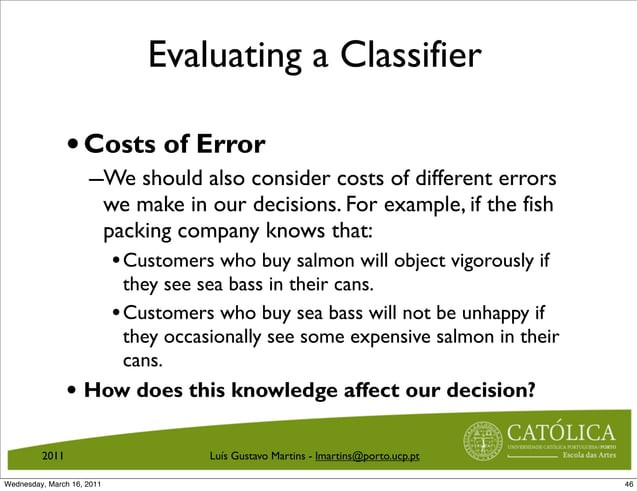 Evaluating a Classifier
•Costs of Error
–We should also consider costs of different errors
we make in our decisions. For example, if the fish
packing company knows that:
•Customers who buy salmon will object vigorously if
they see sea bass in their cans.
•Customers who buy sea bass will not be unhappy if
they occasionally see some expensive salmon in their
cans.
• How does this knowledge affect our decision?
CATÓLICA
UNIVERSIDADE CATÓLICA PORTUGUESA | PORTO
Escola das Artes
2011 Luís Gustavo Martins - lmartins@porto.ucp.pt
Wednesday, March 16, 2011 46